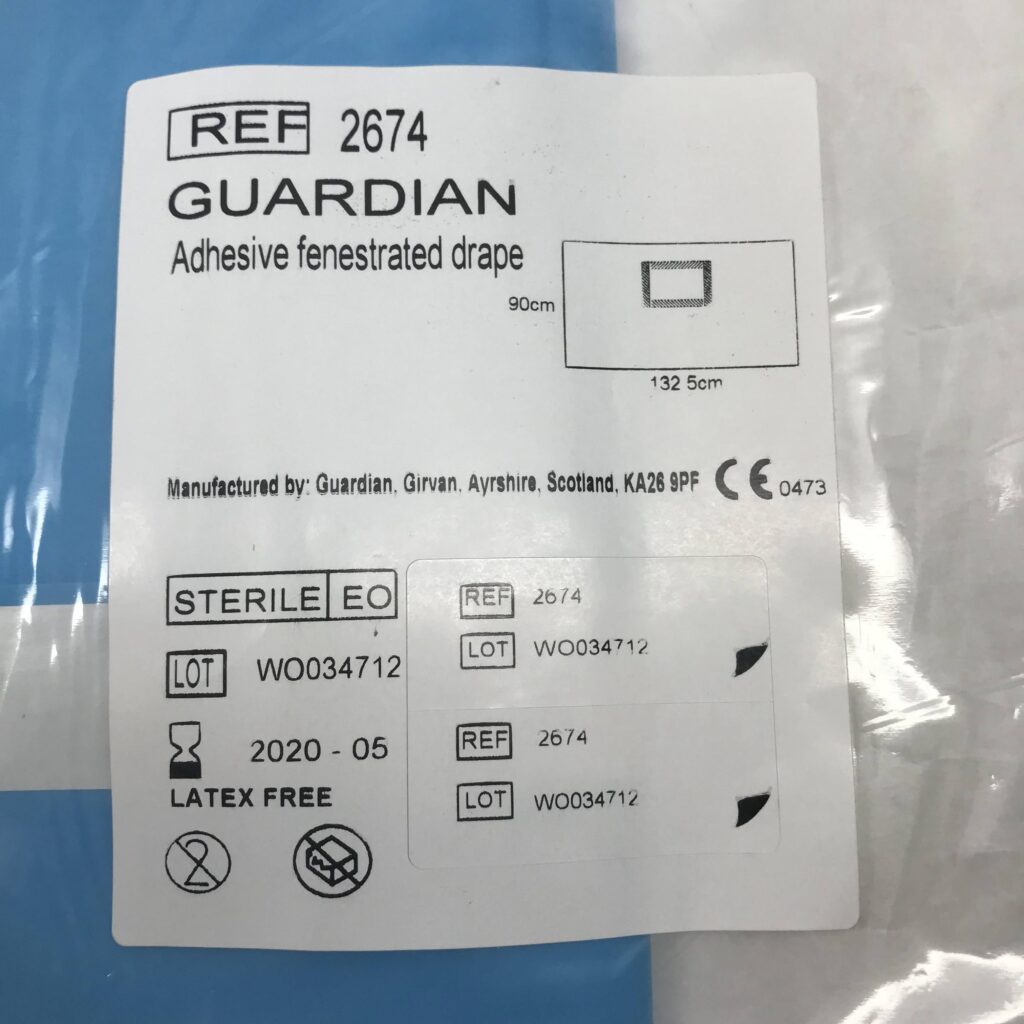 REF 2674
GUARDIAN
Adhesive fenestrated drape
90cm
132 5cm
Manufactured by: Guardian, Girvan, Ayrshire, Scotland, KA26 9PF CE 0473
STERILE EO
LOT WO034712
2020 - 05
LATEX FREE
2
REF 2674
LOT WO034712
REF 2674
LOT WO034712